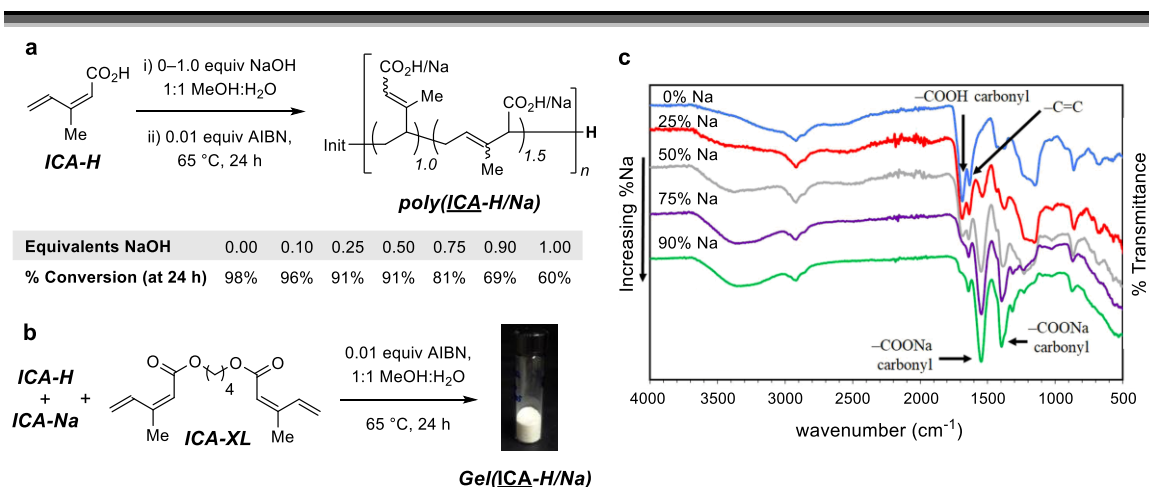 a
i) 0–1.0 equiv NaOH
1:1 MeOH:H₂O
ii) 0.01 equiv AIBN,
65 °C, 24 h
CO₂H
Me
ICA-H
CO₂H/Na
Me
CO₂H/Na
Init
1.0
Me
1.5
H
n
poly(ICA-H/Na)
Equivalents NaOH 0.00 0.10 0.25 0.50 0.75 0.90 1.00
% Conversion (at 24 h) 98% 96% 91% 91% 81% 69% 60%
b
ICA-H
+ +
ICA-Na
O O O O
4
Me Me
ICA-XL
0.01 equiv AIBN,
1:1 MeOH:H₂O
65 °C, 24 h
Gel(ICA-H/Na)
c
0% Na
25% Na
50% Na
75% Na
90% Na
–COOH carbonyl
–C=C
–COONa
carbonyl
–COONa
carbonyl
Increasing %Na
% Transmittance
4000 3500 3000 2500 2000 1500 1000 500
wavenumber (cm⁻¹)